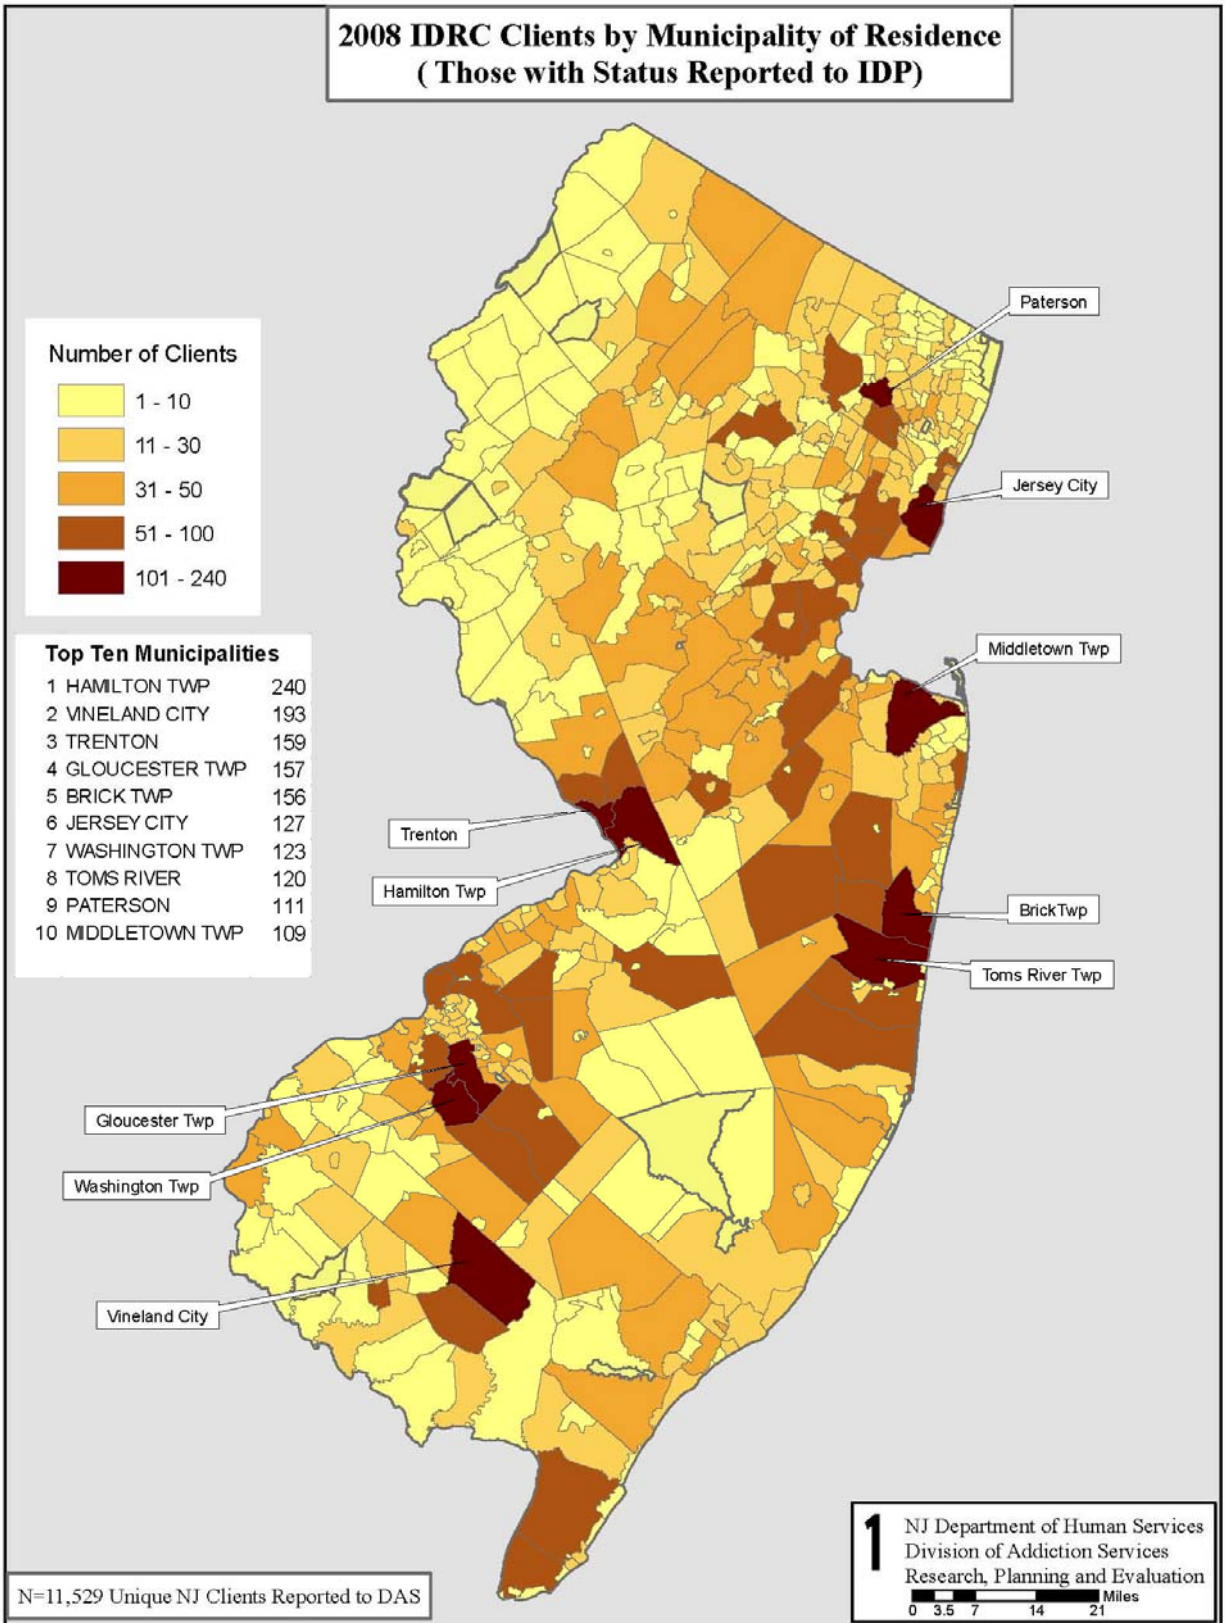 2008 IDRC Clients by Municipality of Residence
( Those with Status Reported to IDP)
Paterson
Number of Clients
1 - 10
11 - 30
31 - 50
51 - 100
101 - 240
Jersey City
Top Ten Municipalities
1 HAMILTON TWP 240
2 VINELAND CITY 193
3 TRENTON 159
4 GLOUCESTER TWP 157
5 BRICK TWP 156
6 JERSEY CITY 127
7 WASHINGTON TWP 123
8 TOMS RIVER 120
9 PATERSON 111
10 MIDDLETOWN TWP 109
Middletown Twp
Trenton
Hamilton Twp
BrickTwp
Toms River Twp
Gloucester Twp
Washington Twp
Vineland City
N=11,529 Unique NJ Clients Reported to DAS
1
NJ Department of Human Services
Division of Addiction Services
Research, Planning and Evaluation
Miles
0 3.5 7 14 21